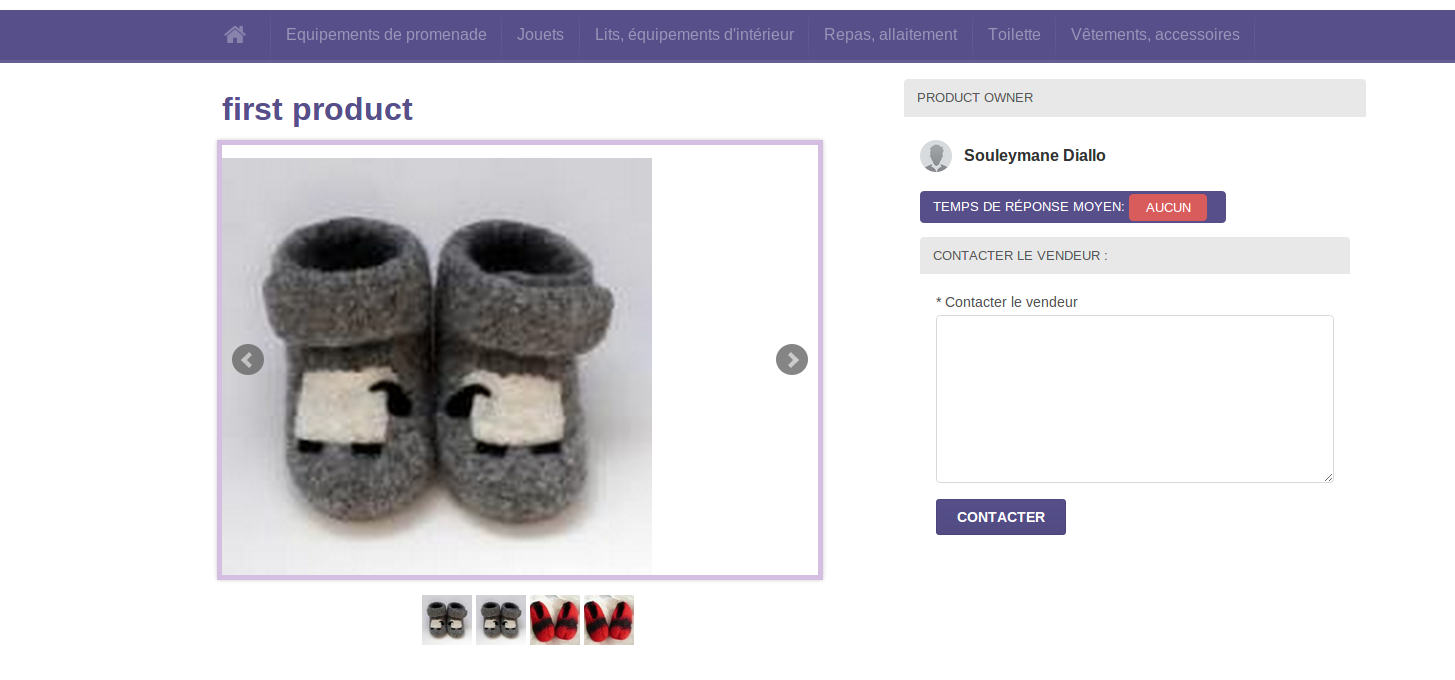 Equipements de promenade Jouets Lits, équipements d'intérieur Repas, allaitement Toilette Vêtements, accessoires
first product
PRODUCT OWNER
Souleymane Diallo
TEMPS DE RÉPONSE MOYEN: AUCUN
CONTACTER LE VENDEUR :
* Contacter le vendeur
CONTACTER